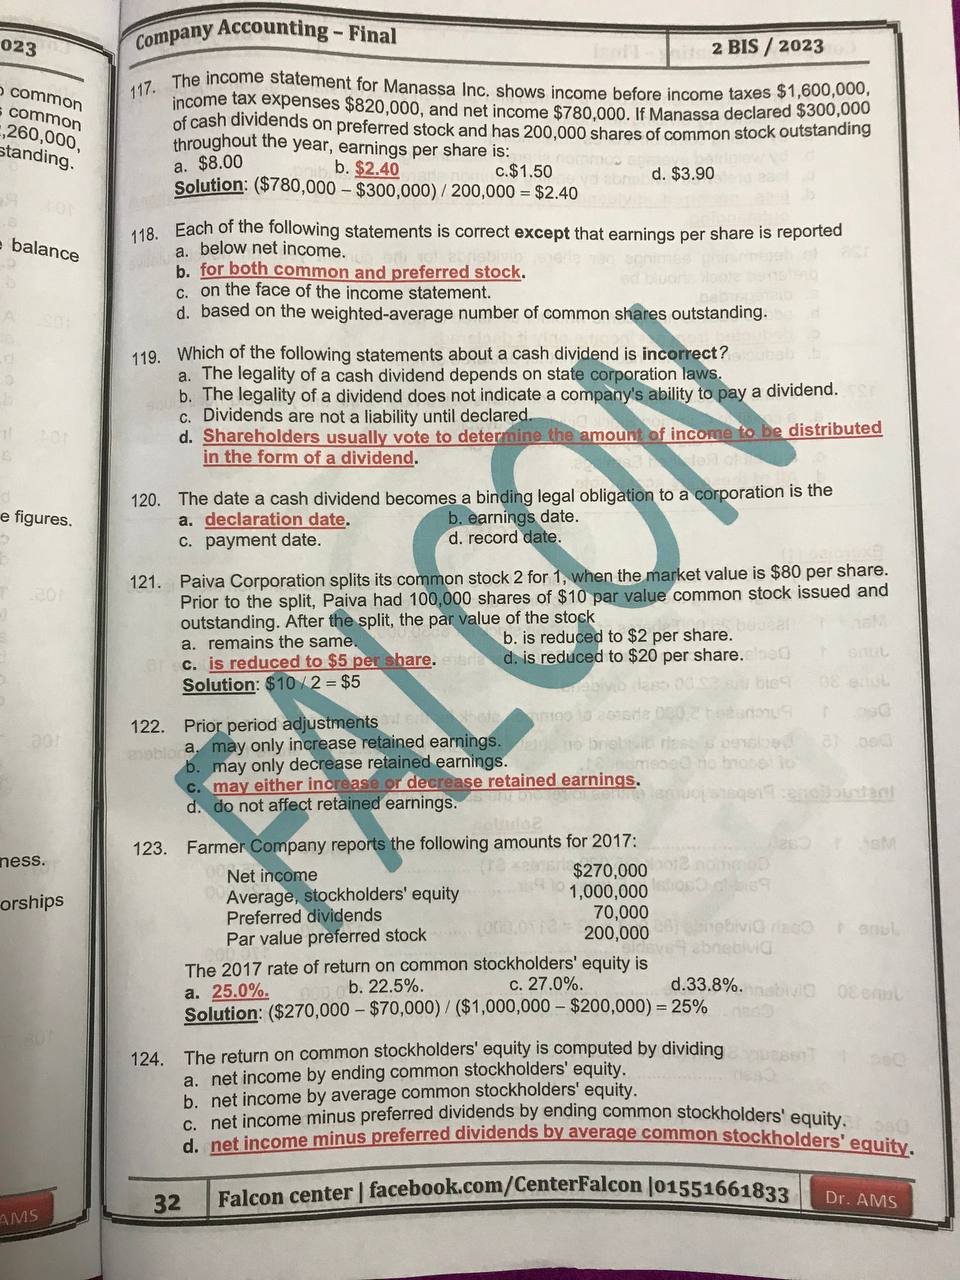 023
common
common
,260,000,
standing.
balance
e figures.
ness.
orships
AMS
Company Accounting – Final
2 BIS / 2023
117. The income statement for Manassa Inc. shows income before income taxes $1,600,000,
income tax expenses $820,000, and net income $780,000. If Manassa declared $300,000
of cash dividends on preferred stock and has 200,000 shares of common stock outstanding
throughout the year, earnings per share is:
a. $8.00 b. $2.40 c.$1.50 d. $3.90
Solution: ($780,000 – $300,000) / 200,000 = $2.40
118. Each of the following statements is correct except that earnings per share is reported
a. below net income.
b. for both common and preferred stock.
c. on the face of the income statement.
d. based on the weighted-average number of common shares outstanding.
119. Which of the following statements about a cash dividend is incorrect?
a. The legality of a cash dividend depends on state corporation laws.
b. The legality of a dividend does not indicate a company's ability to pay a dividend.
c. Dividends are not a liability until declared.
d. Shareholders usually vote to determine the amount of income to be distributed
in the form of a dividend.
120. The date a cash dividend becomes a binding legal obligation to a corporation is the
a. declaration date. b. earnings date.
c. payment date. d. record date.
121. Paiva Corporation splits its common stock 2 for 1, when the market value is $80 per share.
Prior to the split, Paiva had 100,000 shares of $10 par value common stock issued and
outstanding. After the split, the par value of the stock
a. remains the same. b. is reduced to $2 per share.
c. is reduced to $5 per share. d. is reduced to $20 per share.
Solution: $10 / 2 = $5
122. Prior period adjustments
a. may only increase retained earnings.
b. may only decrease retained earnings.
c. may either increase or decrease retained earnings.
d. do not affect retained earnings.
123. Farmer Company reports the following amounts for 2017:
Net income $270,000
Average, stockholders' equity 1,000,000
Preferred dividends 70,000
Par value preferred stock 200,000
The 2017 rate of return on common stockholders' equity is
a. 25.0%. b. 22.5%. c. 27.0%. d.33.8%.
Solution: ($270,000 – $70,000) / ($1,000,000 – $200,000) = 25%
124. The return on common stockholders' equity is computed by dividing
a. net income by ending common stockholders' equity.
b. net income by average common stockholders' equity.
c. net income minus preferred dividends by ending common stockholders' equity.
d. net income minus preferred dividends by average common stockholders' equity.
FALCON
32 Falcon center | facebook.com/CenterFalcon |01551661833 Dr. AMS